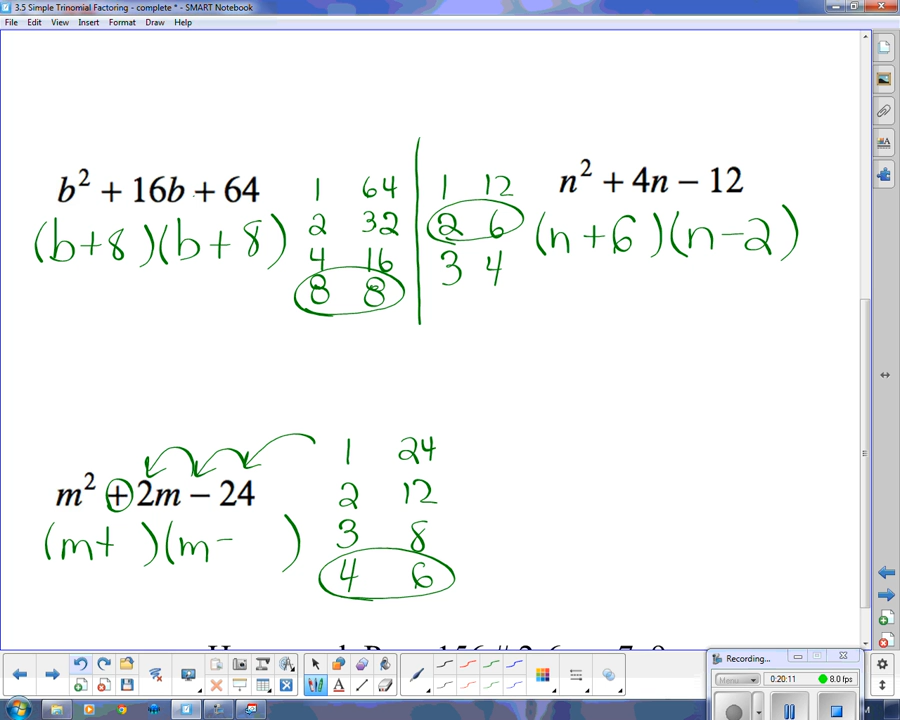 3.5 Simple Trinomial Factoring - complete * - SMART Notebook
File Edit View Insert Format Draw Help
b² + 16b + 64
(b+8)(b+8)
1 64
2 32
4 16
8 8
1 12
2 6
3 4
n² + 4n − 12
(n+6)(n−2)
m² + 2m − 24
(m+ )(m− )
1 24
2 12
3 8
4 6
Recording...
Menu
0:20:11
8.0 fps